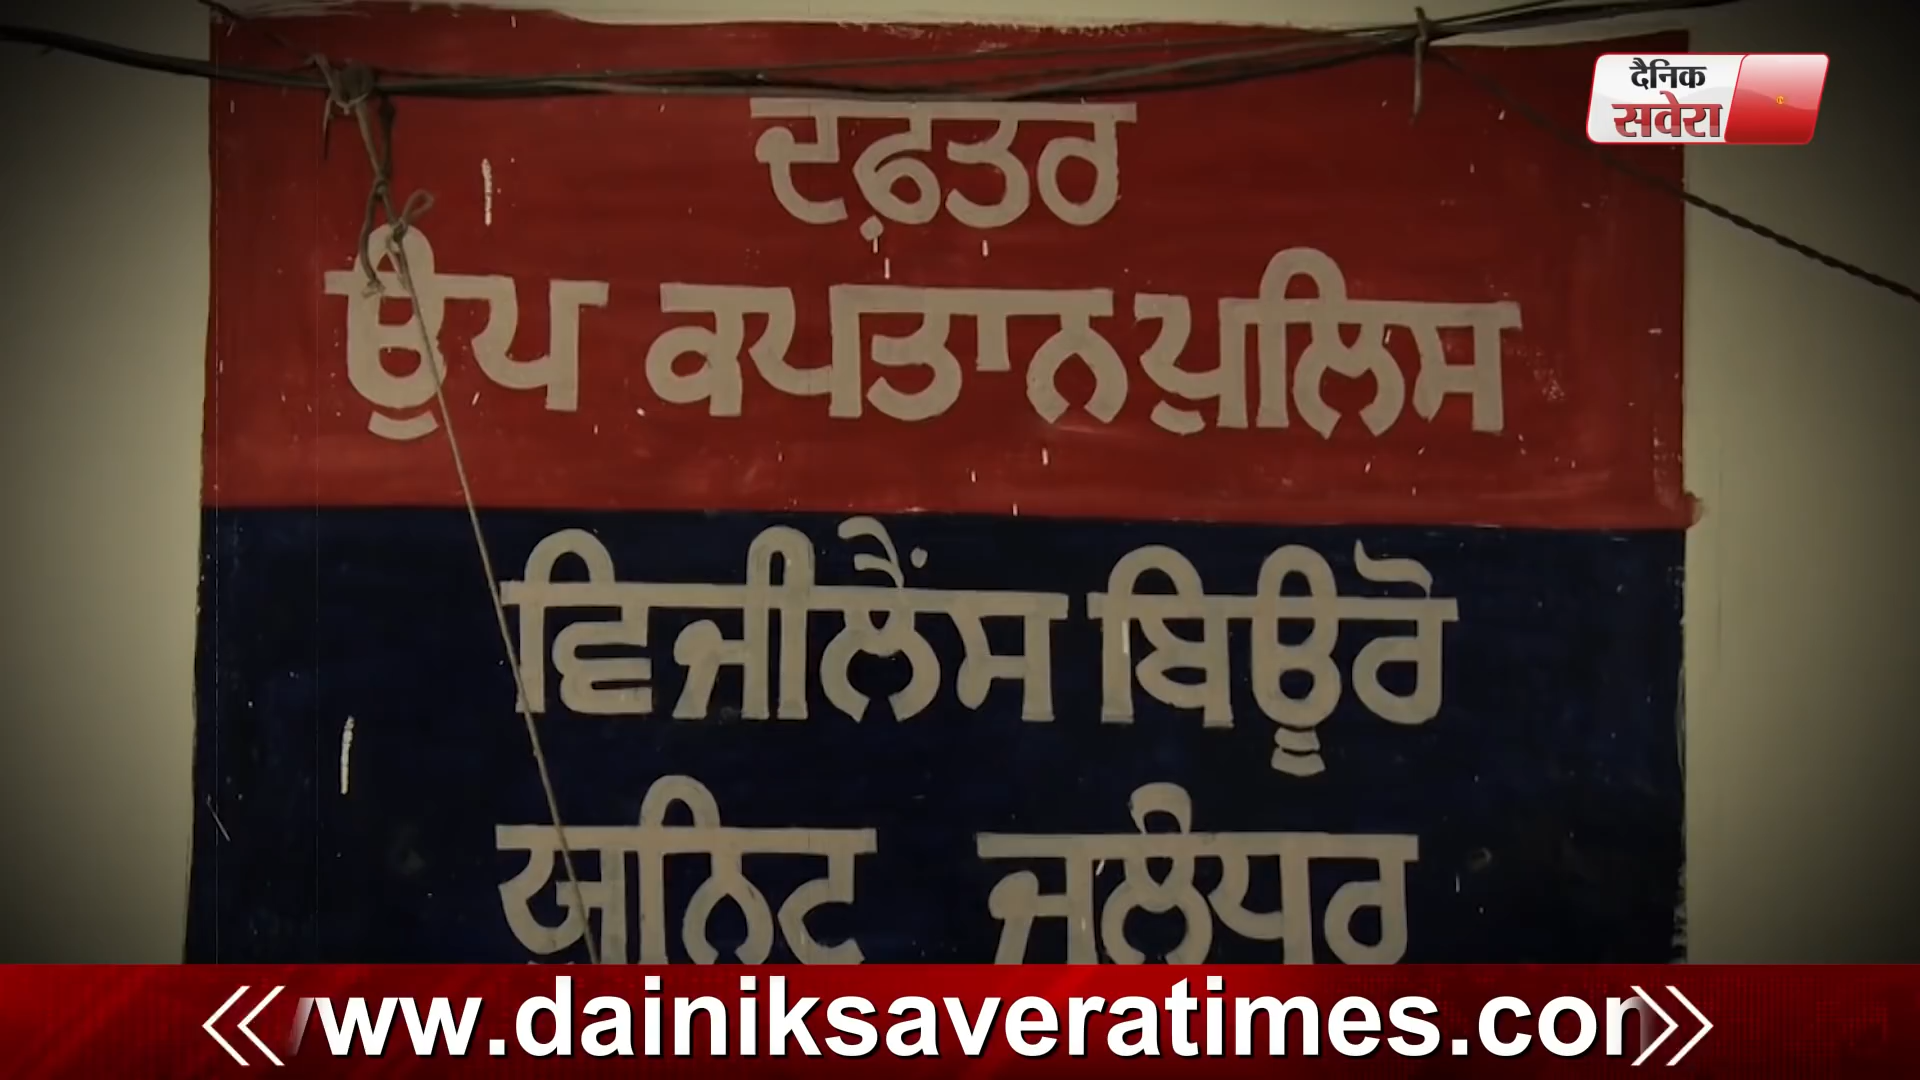 दैनिक
सवेरा
ਦਫ਼ਤਰ
ਉਪ ਕਪਤਾਨ ਪੁਲਿਸ
ਵਿਜੀਲੈਂਸ ਬਿਊਰੋ
ਯੂਨਿਟ ਜਲੰਧਰ
www.dainiksaveratimes.com